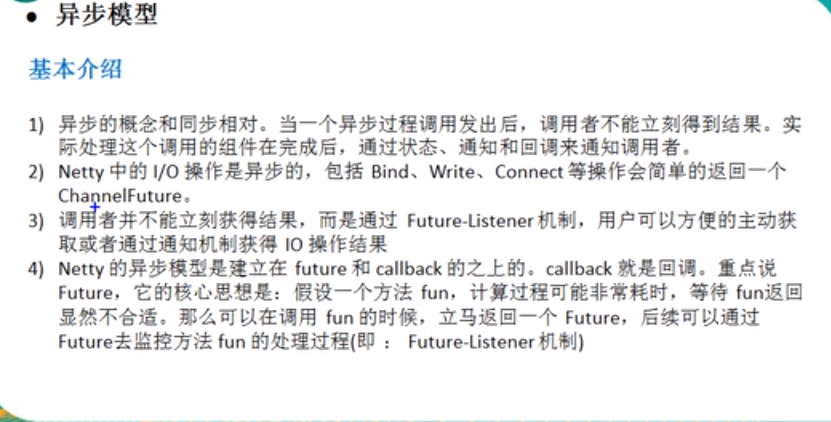 • 异步模型
基本介绍
1) 异步的概念和同步相对。当一个异步过程调用发出后，调用者不能立刻得到结果。实
际处理这个调用的组件在完成后，通过状态、通知和回调来通知调用者。
2) Netty 中的 I/O 操作是异步的，包括 Bind、Write、Connect 等操作会简单的返回一个
ChannelFuture。
3) 调用者并不能立刻获得结果，而是通过 Future-Listener 机制，用户可以方便的主动获
取或者通过通知机制获得 IO 操作结果
4) Netty 的异步模型是建立在 future 和 callback 的之上的。callback 就是回调。重点说
Future，它的核心思想是：假设一个方法 fun，计算过程可能非常耗时，等待 fun返回
显然不合适。那么可以在调用 fun 的时候，立马返回一个 Future，后续可以通过
Future去监控方法 fun 的处理过程(即 ： Future-Listener 机制)